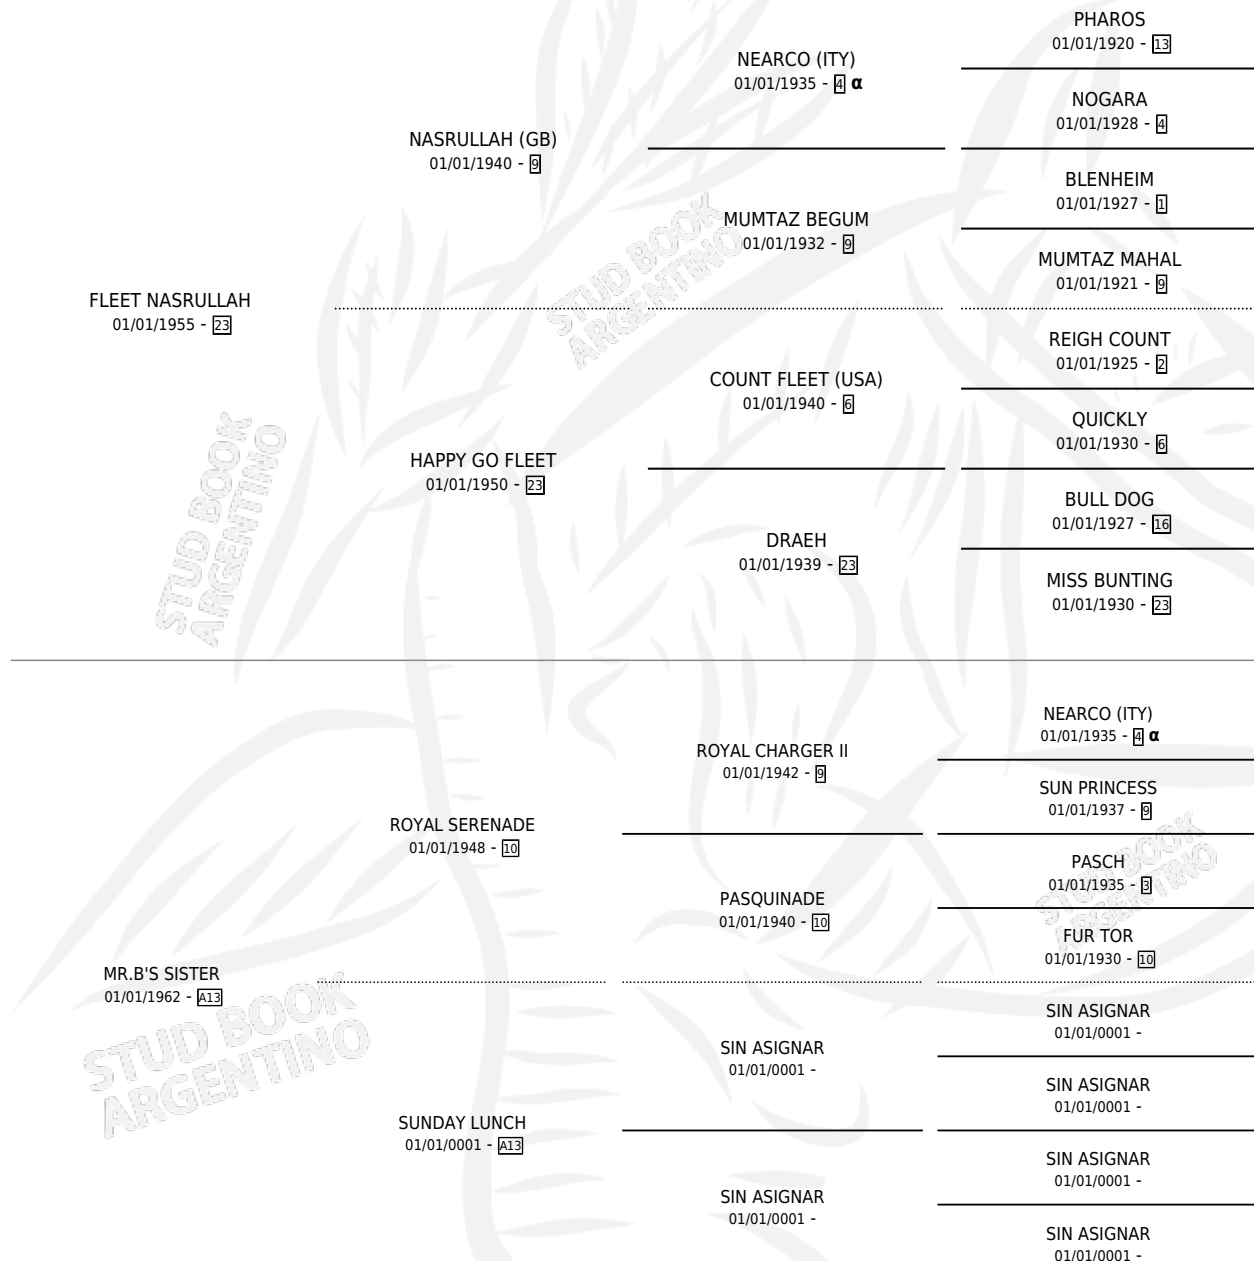 PHAROS
01/01/1920 - 13
NEARCO (ITY)
01/01/1935 - 4 α
NOGARA
01/01/1928 - 4
NASRULLAH (GB)
01/01/1940 - 9
BLENHEIM
01/01/1927 - 1
MUMTAZ BEGUM
01/01/1932 - 9
MUMTAZ MAHAL
01/01/1921 - 9
STUD BOOK
ARGENTINO
FLEET NASRULLAH
01/01/1955 - 23
REIGH COUNT
01/01/1925 - 2
COUNT FLEET (USA)
01/01/1940 - 6
QUICKLY
01/01/1930 - 6
HAPPY GO FLEET
01/01/1950 - 23
BULL DOG
01/01/1927 - 16
STUD BOOK
ARGENTINO
DRAEH
01/01/1939 - 23
MISS BUNTING
01/01/1930 - 23
NEARCO (ITY)
01/01/1935 - 4 α
ROYAL CHARGER II
01/01/1942 - 9
SUN PRINCESS
01/01/1937 - 9
ROYAL SERENADE
01/01/1948 - 10
STUD BOOK
ARGENTINO
PASCH
01/01/1935 - 3
PASQUINADE
01/01/1940 - 10
FUR TOR
01/01/1930 - 10
MR.B'S SISTER
01/01/1962 - A13
STUD BOOK
ARGENTINO
SIN ASIGNAR
01/01/0001 -
SIN ASIGNAR
01/01/0001 -
SIN ASIGNAR
01/01/0001 -
SUNDAY LUNCH
01/01/0001 - A13
SIN ASIGNAR
01/01/0001 -
SIN ASIGNAR
01/01/0001 -
SIN ASIGNAR
01/01/0001 -